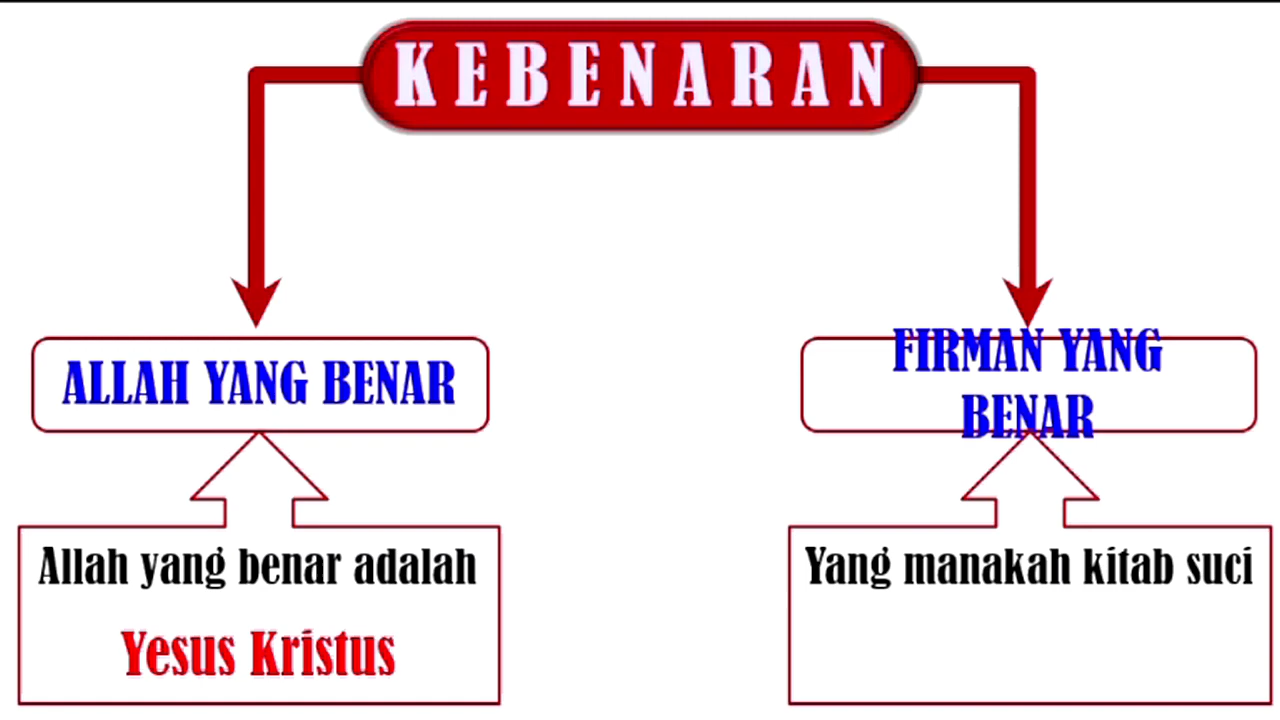 KEBENARAN
ALLAH YANG BENAR
FIRMAN YANG
BENAR
Allah yang benar adalah
Yesus Kristus
Yang manakah kitab suci